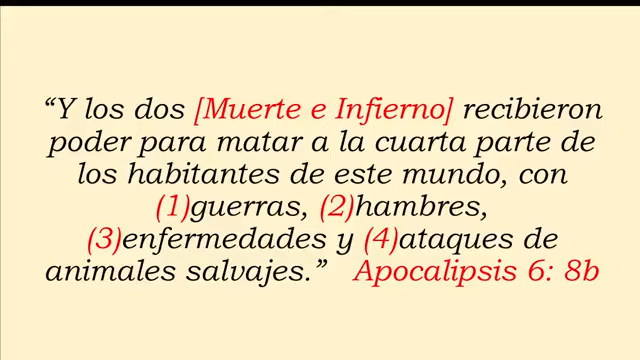 “Y los dos [Muerte e Infierno] recibieron
poder para matar a la cuarta parte de
los habitantes de este mundo, con
(1)guerras, (2)hambres,
(3)enfermedades y (4)ataques de
animales salvajes.” Apocalipsis 6: 8b